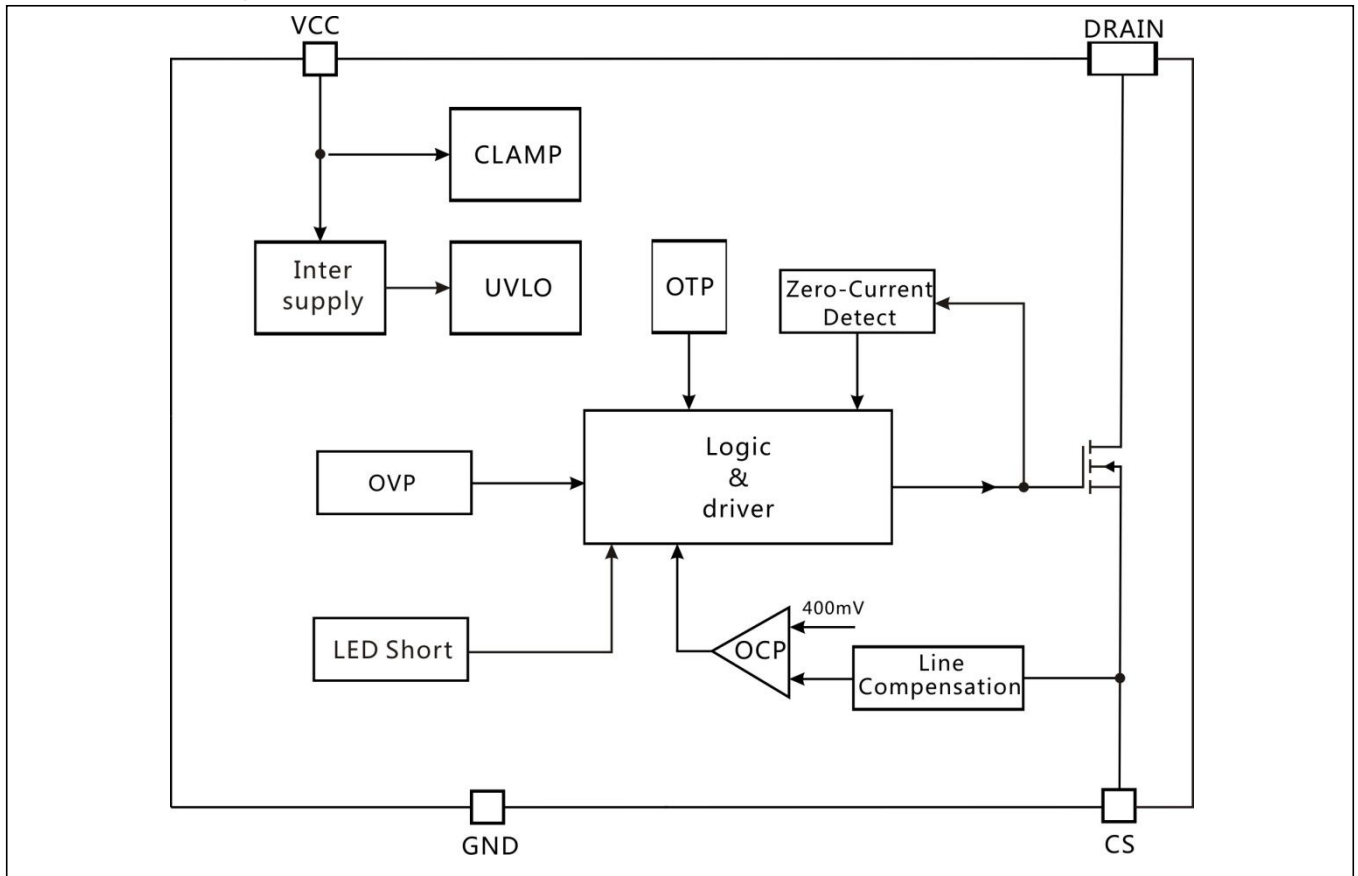 VCC
DRAIN
CLAMP
Inter
supply
UVLO
OTP
Zero-Current
Detect
OVP
Logic
&
driver
LED Short
400mV
OCP
Line
Compensation
GND
CS